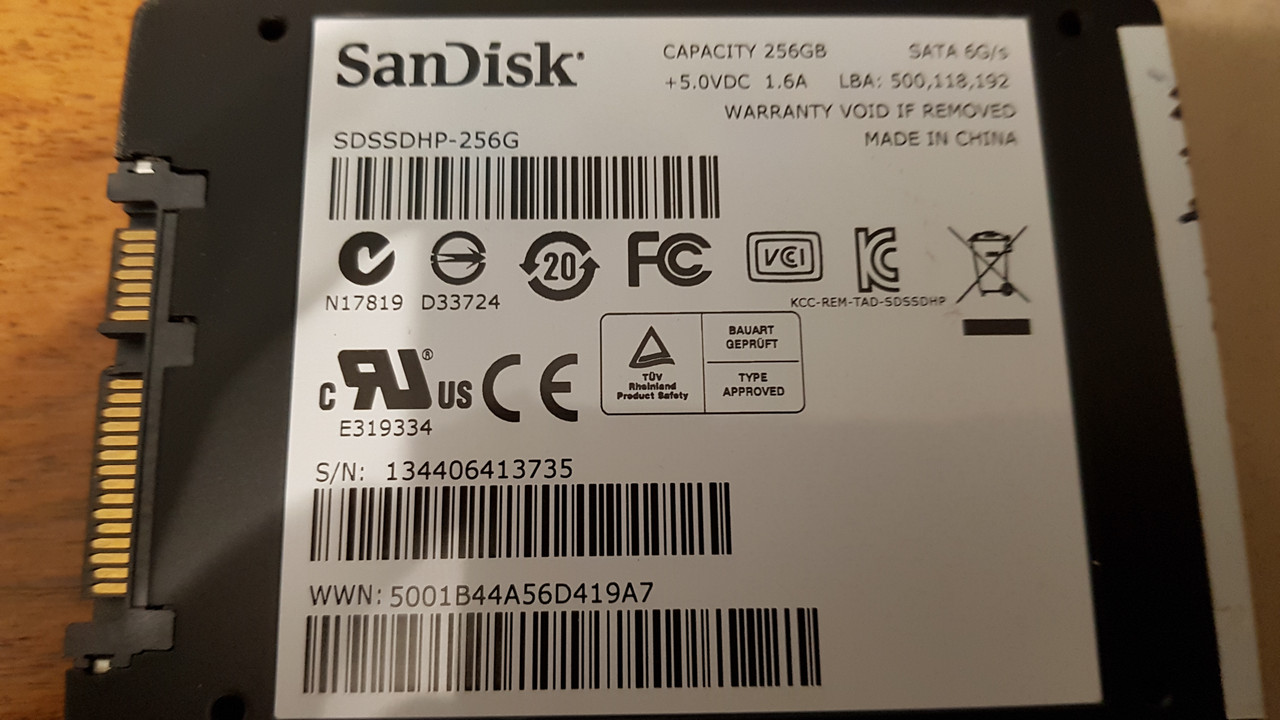 SanDisk
CAPACITY 256GB SATA 6G/s
+5.0VDC 1.6A LBA: 500,118,192
WARRANTY VOID IF REMOVED
MADE IN CHINA
SDSSDHP-256G
20 FC VCI KC
N17819 D33724
KCC-REM-TAD-SDSSDHP
BAUART
GEPRÜFT
TÜV
Rheinland
Product Safety
TYPE
APPROVED
C RU® US CE
E319334
S/N: 134406413735
WWN: 5001B44A56D419A7